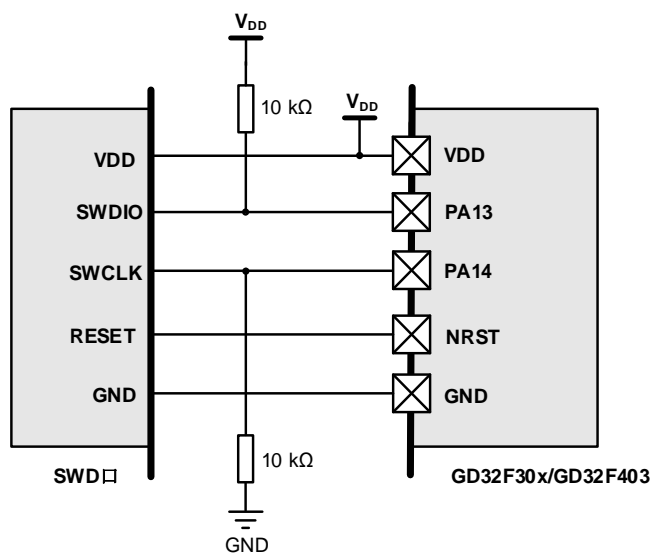 VDD
10 kΩ
VDD
VDD
VDD
SWDIO
PA13
SWCLK
PA14
RESET
NRST
GND
GND
SWD口
10 kΩ
GD32F30x/GD32F403
GND